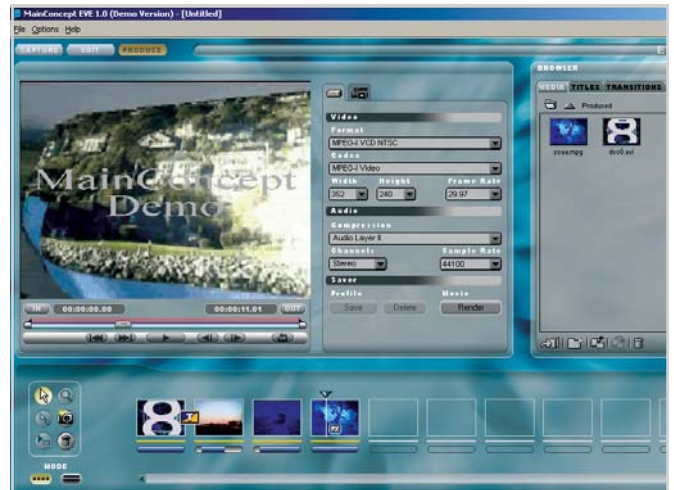 MainConcept EVE 1.0 (Demo Version) - [Untitled]
File Options Help
CAPTURE EDIT PRODUCE
BROWSER
MEDIA TITLES TRANSITIONS
Produced
Video
Format
MPEG-I VCD NTSC
Codec
MPEG-I Video
Width Height Frame Rate
352 240 29.97
Audio
Compression
Audio Layer II
Channels Sample Rate
Stereo 44100
Saver
Profile Movie
Save Delete Render
MainConcept
Demo
IN 00:00:00.00 00:00:11.01 OUT
T
FX
MODE